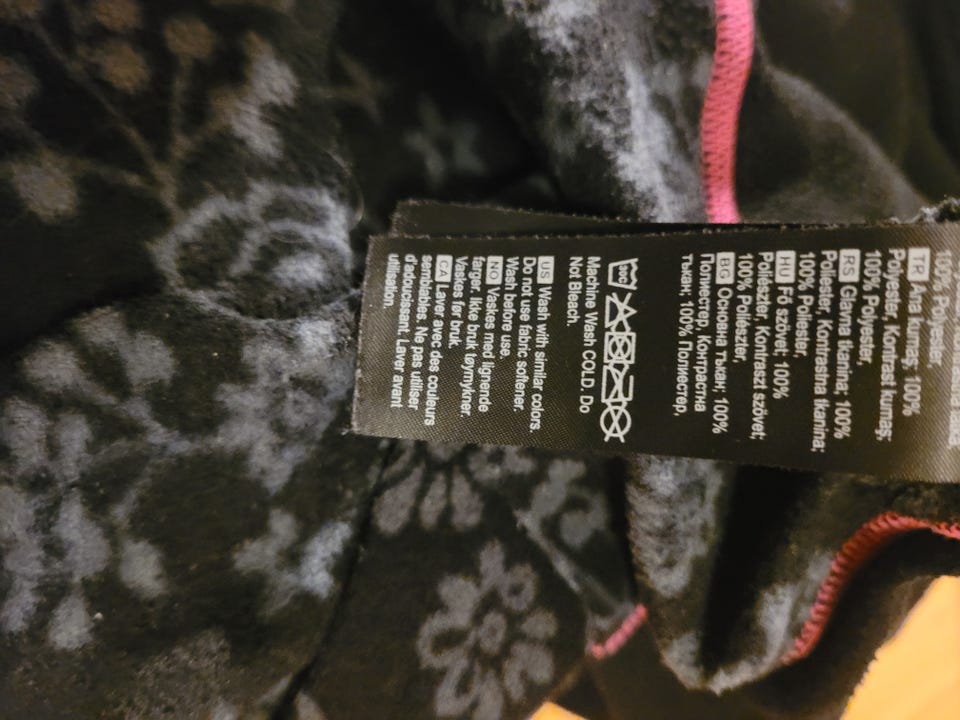 100% Polyester,
TR Ana kumaş; 100%
Polyester, Kontrast kumaş;
100% Polyester,
RS Glavna tkanina; 100%
Poliester, Kontrastna tkanina;
100% Poliester,
HU Fő szövet; 100%
Poliészter, Kontraszt szövet;
100% Poliészter,
BG Основна тъкан; 100%
Полиестер, Контрастна
тъкан; 100% Полиестер,
Machine Wash COLD. Do
Not Bleach.
US Wash with similar colors.
Do not use fabric softener.
Wash before use.
NO Vaskes med lignende
farger. Ikke bruk tøymykner.
Vaskes før bruk.
CA Laver avec des couleurs
semblables. Ne pas utiliser
d'adoucissant. Laver avant
utilisation.